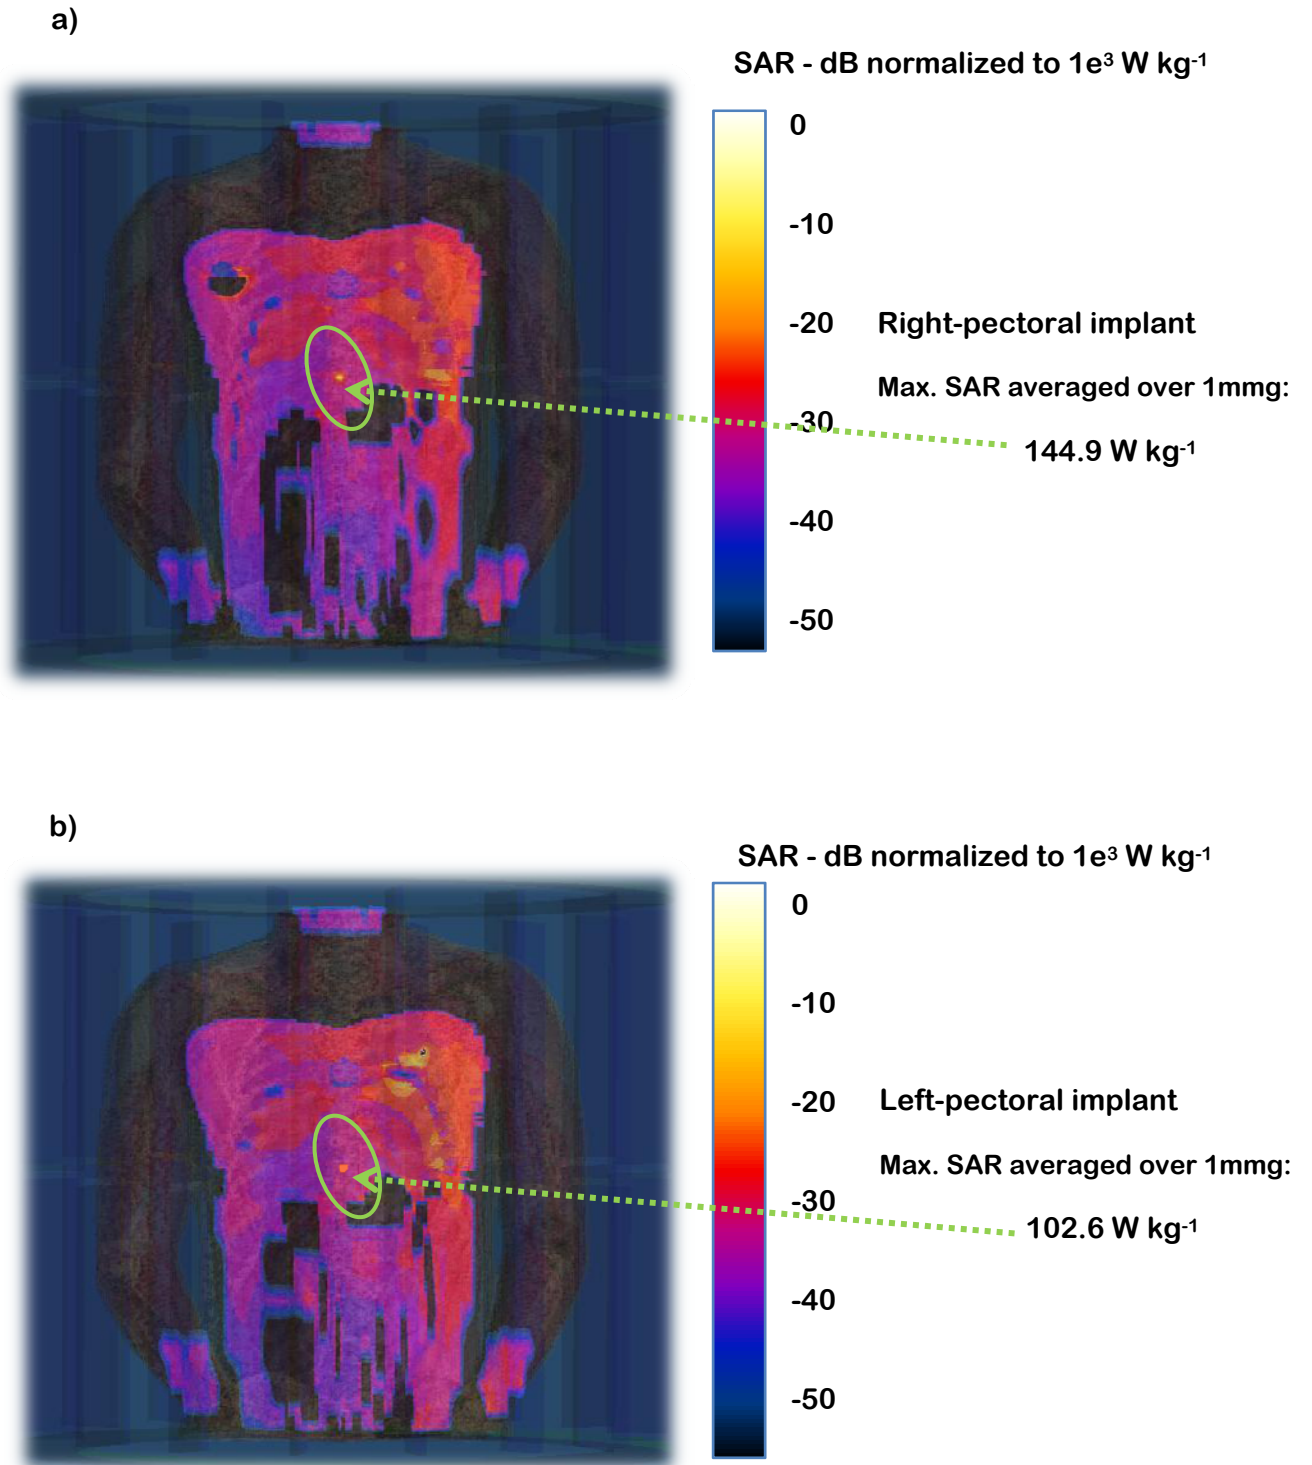 a)
SAR - dB normalized to 1e³ W kg⁻¹
0
-10
-20
Right-pectoral implant
Max. SAR averaged over 1mmg:
-30
144.9 W kg⁻¹
-40
-50
b)
SAR - dB normalized to 1e³ W kg⁻¹
0
-10
-20
Left-pectoral implant
Max. SAR averaged over 1mmg:
-30
102.6 W kg⁻¹
-40
-50